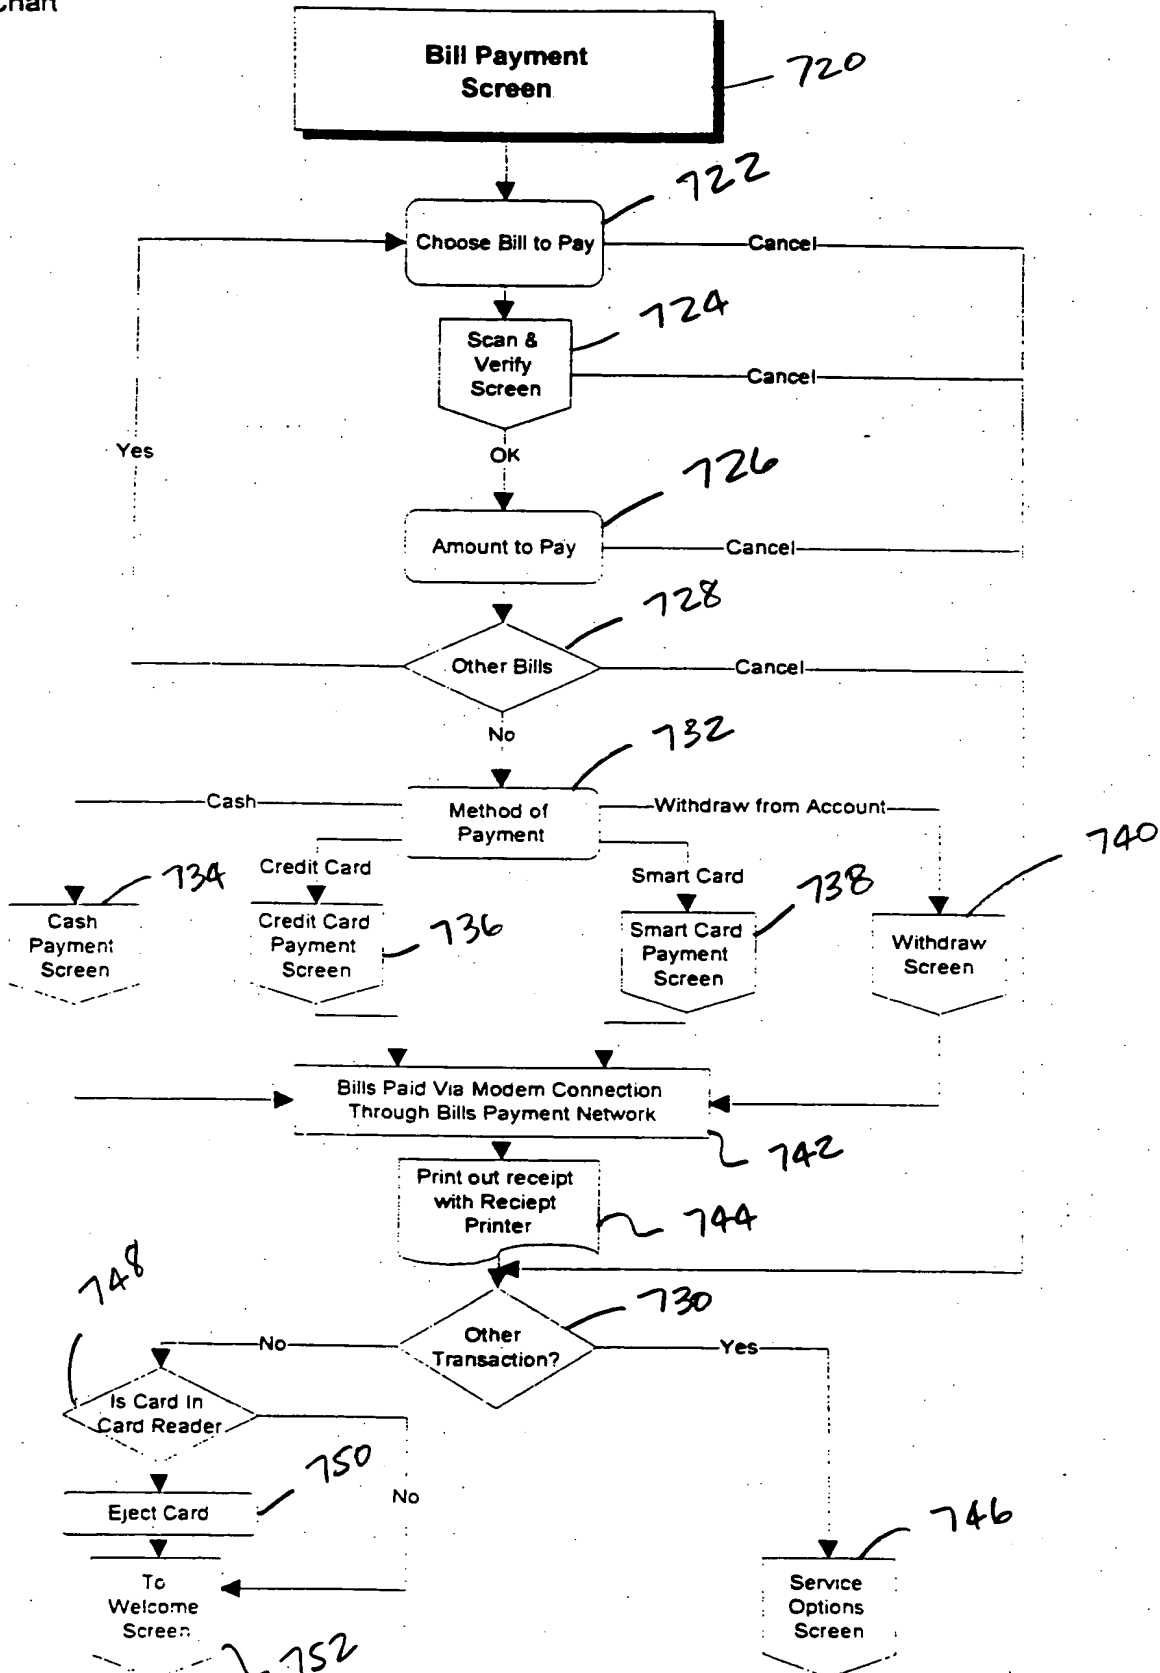 Chart
Bill Payment
Screen
720
722
Choose Bill to Pay
Cancel
724
Scan &
Verify
Screen
Cancel
Yes
OK
726
Amount to Pay
Cancel
728
Other Bills
Cancel
No
732
Cash
Method of
Payment
Withdraw from Account
740
Credit Card
Smart Card
734
738
Cash
Payment
Screen
Credit Card
Payment
Screen
736
Smart Card
Payment
Screen
Withdraw
Screen
Bills Paid Via Modem Connection
Through Bills Payment Network
742
Print out receipt
with Reciept
Printer
744
748
730
Other
Transaction?
No
Yes
Is Card In
Card Reader
750
No
Eject Card
746
To
Welcome
Screen
Service
Options
Screen
752